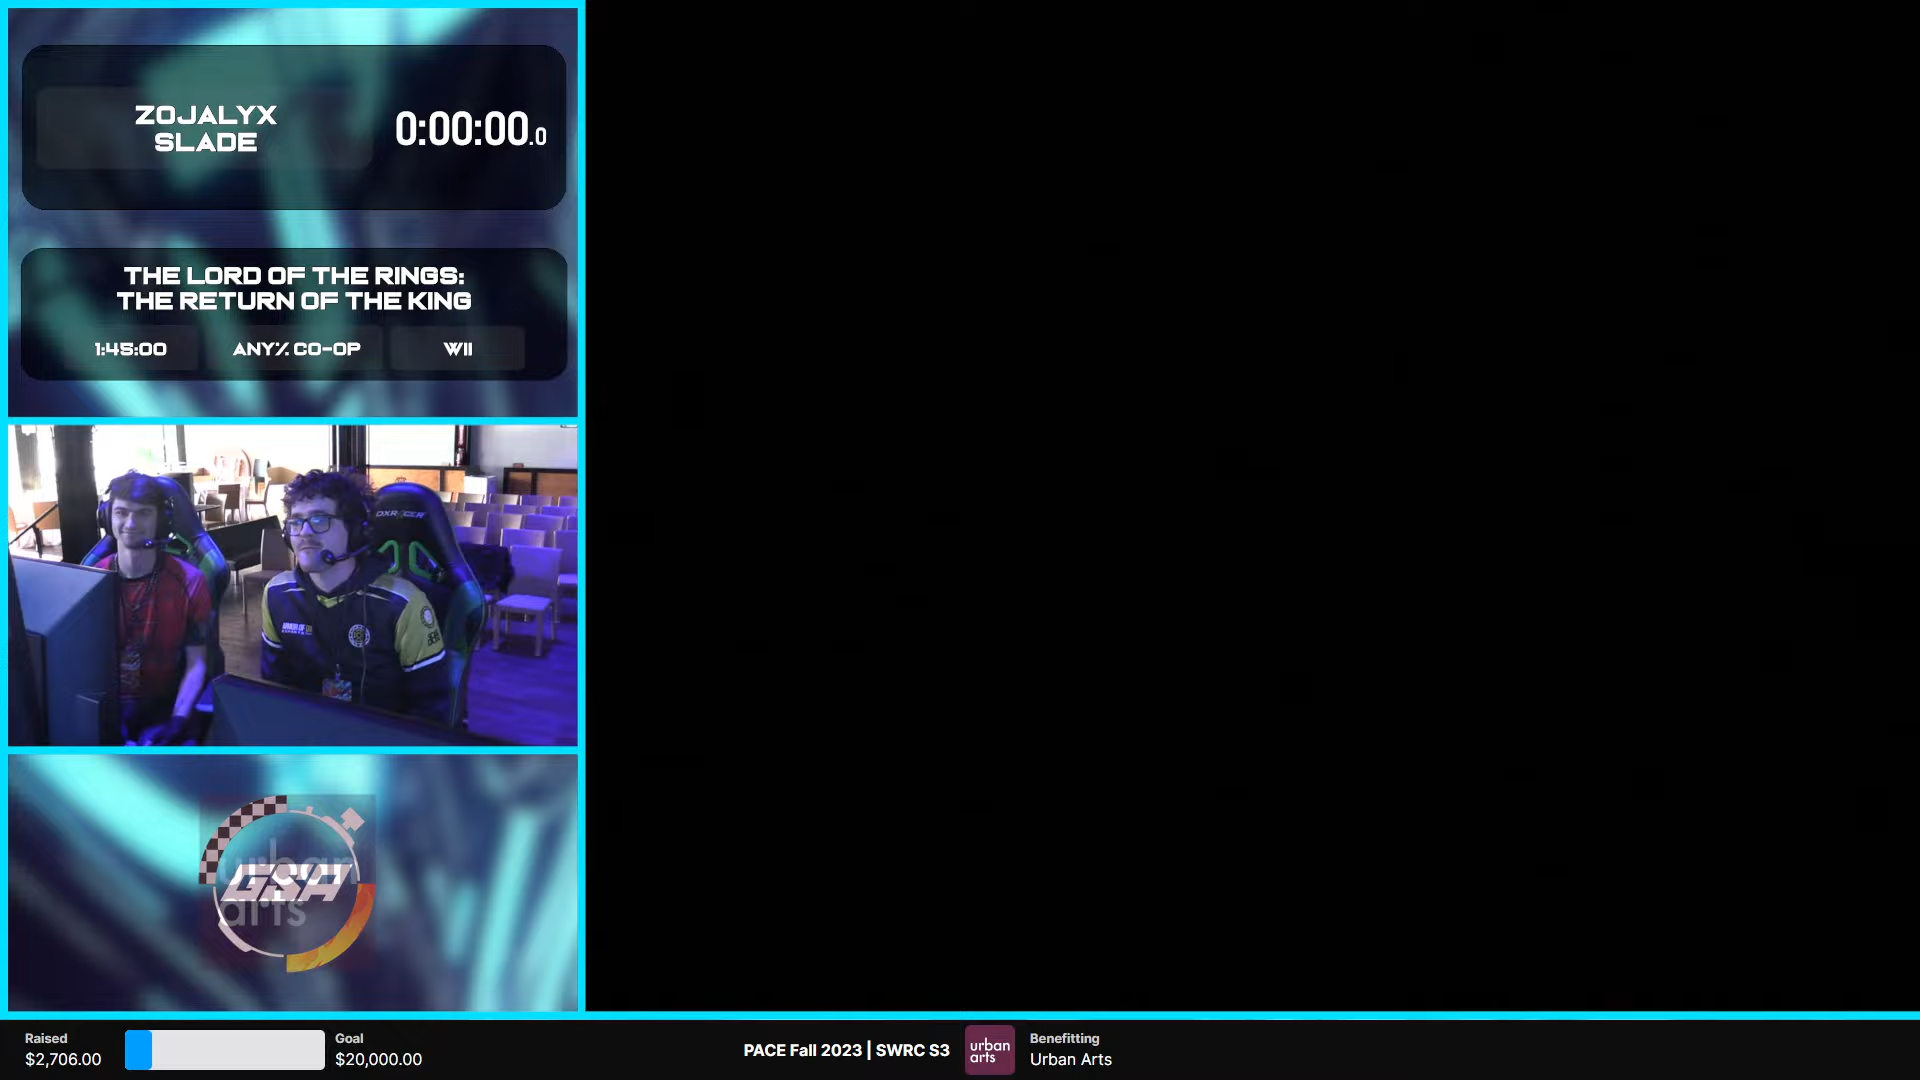 ZOJALYX
SLADE
0:00:00.0
THE LORD OF THE RINGS:
THE RETURN OF THE KING
1:45:00
ANY% CO-OP
WII
DXRACER
urban
GSA
arts
Raised
$2,706.00
Goal
$20,000.00
PACE Fall 2023 | SWRC S3
urban
arts
Benefitting
Urban Arts